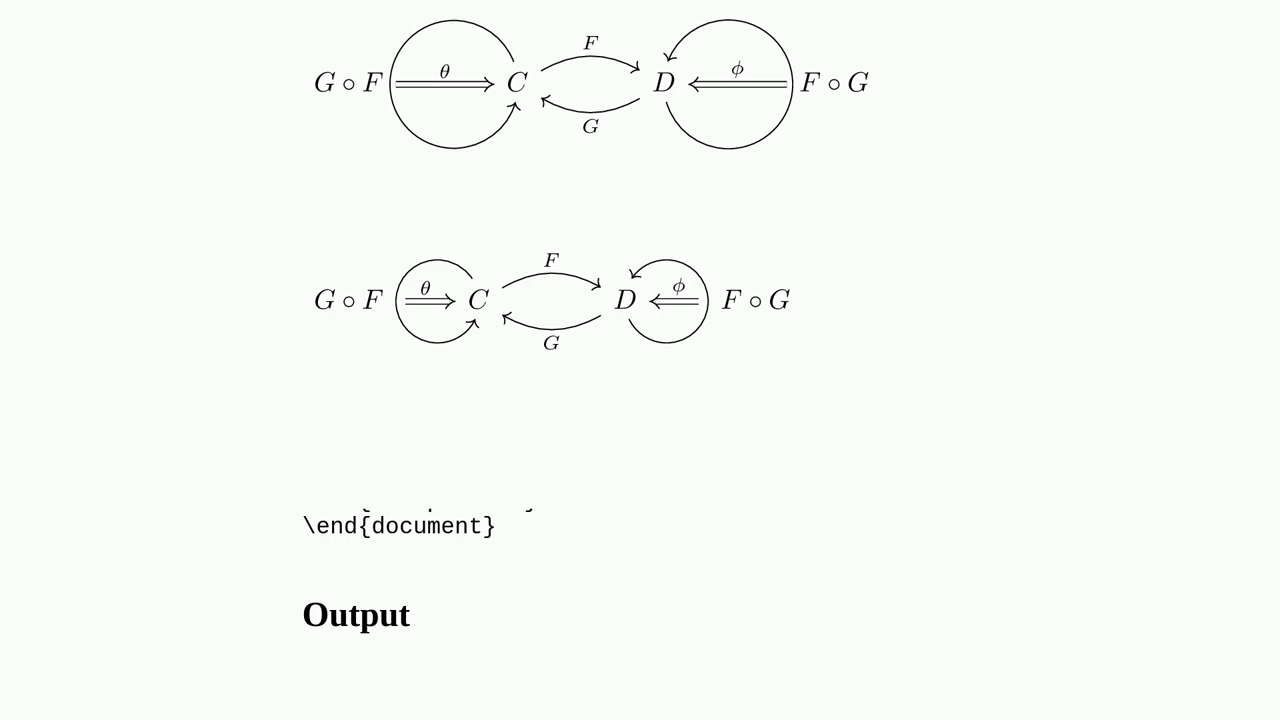 F
G ∘ F θ C D ϕ F ∘ G
G
F
G ∘ F θ C D ϕ F ∘ G
G
\end{document}
Output